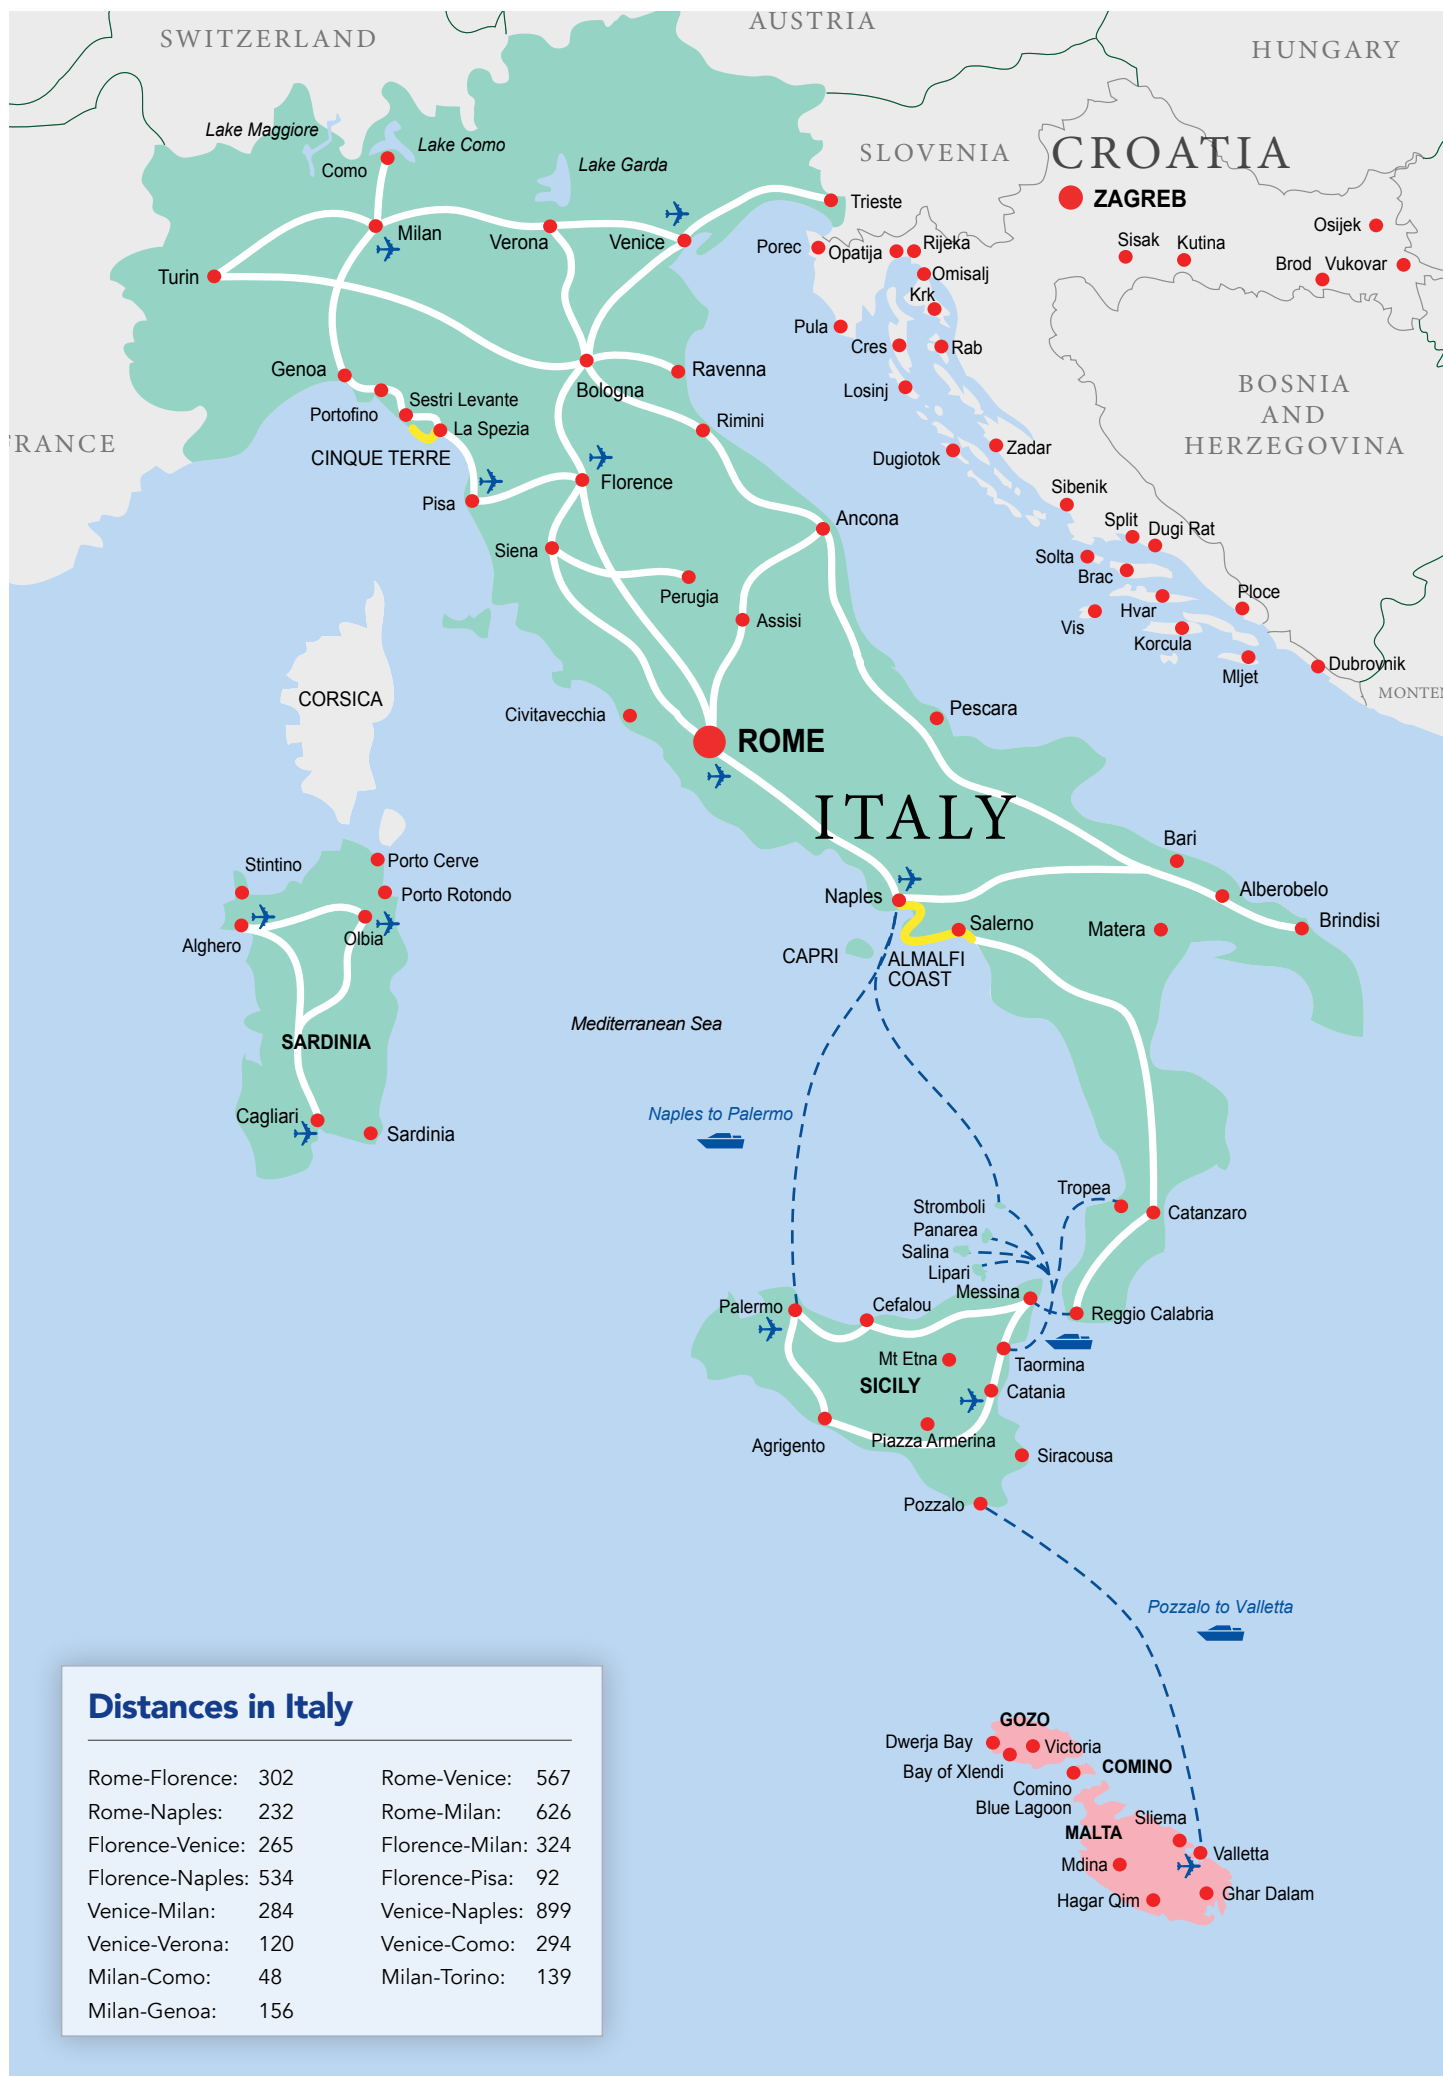 SWITZERLAND
AUSTRIA
HUNGARY
Lake Maggiore
Lake Como
Como
Lake Garda
SLOVENIA
CROATIA
ZAGREB
Trieste
Milan
Verona
Venice
Porec
Opatija
Rijeka
Omisalj
Krk
Sisak
Kutina
Osijek
Brod
Vukovar
Turin
Pula
Cres
Rab
Losinj
Genoa
Portofino
Sestri Levante
La Spezia
CINQUE TERRE
Bologna
Ravenna
Rimini
BOSNIA
AND
HERZEGOVINA
FRANCE
Dugiotok
Zadar
Pisa
Florence
Ancona
Sibenik
Split
Dugi Rat
Solta
Brac
Siena
Perugia
Assisi
Vis
Hvar
Korcula
Ploce
Mljet
Dubrovnik
MONTEN
CORSICA
Civitavecchia
ROME
Pescara
ITALY
Bari
Alberobelo
Brindisi
Matera
Stintino
Porto Cerve
Porto Rotondo
Alghero
Olbia
Naples
Salerno
CAPRI
ALMALFI
COAST
Mediterranean Sea
SARDINIA
Cagliari
Sardinia
Naples to Palermo
Tropea
Catanzaro
Stromboli
Panarea
Salina
Lipari
Messina
Reggio Calabria
Palermo
Cefalou
Mt Etna
SICILY
Taormina
Catania
Agrigento
Piazza Armerina
Siracousa
Pozzalo
Pozzalo to Valletta
GOZO
Dwerja Bay
Victoria
Bay of Xlendi
COMINO
Comino
Blue Lagoon
Sliema
MALTA
Valletta
Mdina
Hagar Qim
Ghar Dalam
Distances in Italy
Rome-Florence: 302
Rome-Naples: 232
Florence-Venice: 265
Florence-Naples: 534
Venice-Milan: 284
Venice-Verona: 120
Milan-Como: 48
Milan-Genoa: 156
Rome-Venice: 567
Rome-Milan: 626
Florence-Milan: 324
Florence-Pisa: 92
Venice-Naples: 899
Venice-Como: 294
Milan-Torino: 139